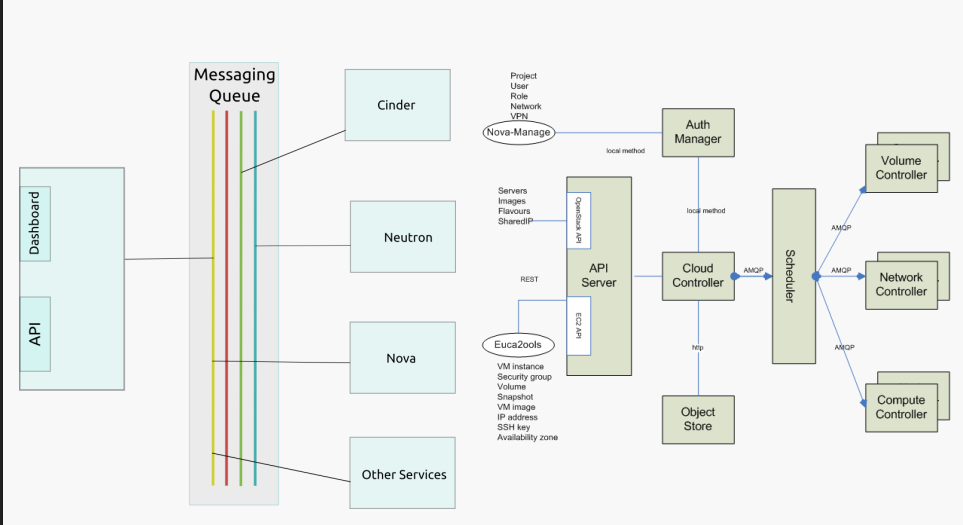 Messaging
Queue
Dashboard
API
Cinder
Neutron
Nova
Other Services
Project
User
Role
Network
VPN
Nova-Manage
local method
Auth
Manager
local method
Servers
Images
Flavours
SharedIP
OpenStack API
REST
API
Server
EC2 API
Euca2ools
VM instance
Security group
Volume
Snapshot
VM image
IP address
SSH key
Availability zone
Cloud
Controller
http
Object
Store
AMQP
Scheduler
AMQP
AMQP
AMQP
Volume
Controller
Network
Controller
Compute
Controller